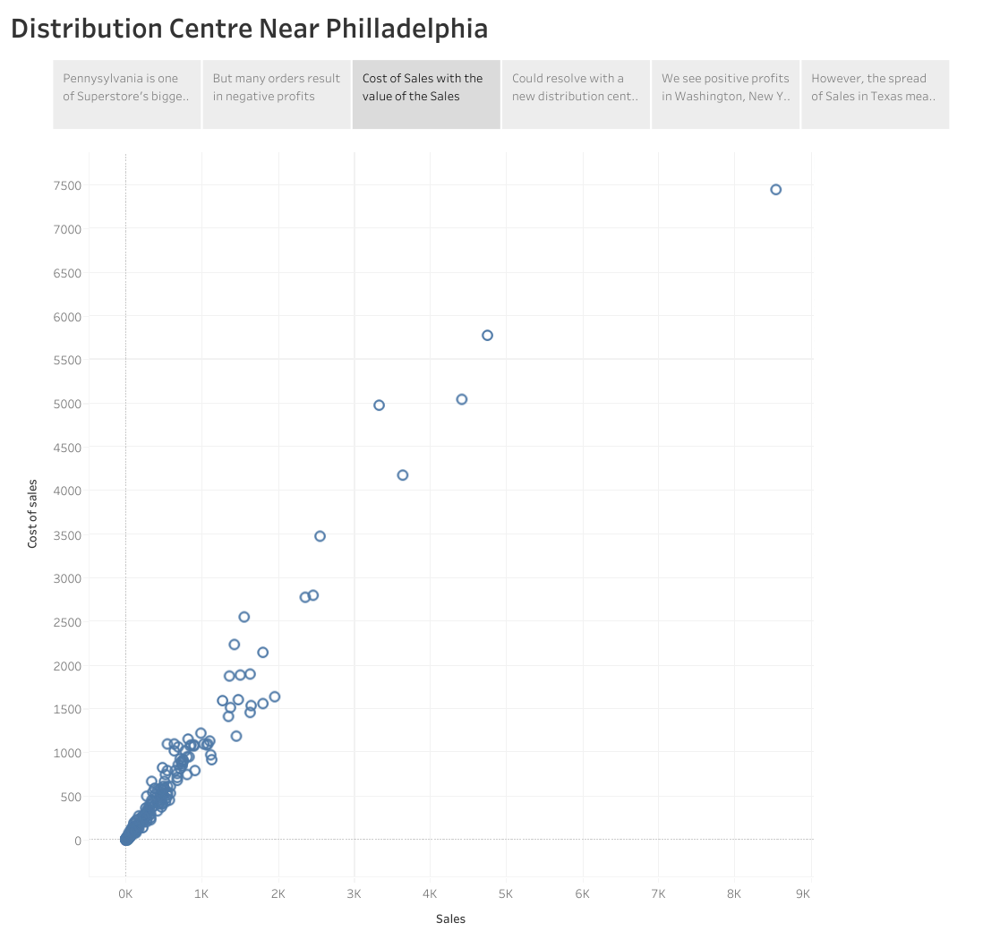 Distribution Centre Near Philladelphia
Pennysylvania is one
of Superstore's bigge..
But many orders result
in negative profits
Cost of Sales with the
value of the Sales
Could resolve with a
new distribution cent..
We see positive profits
in Washington, New Y..
However, the spread
of Sales in Texas mea..
7500
7000
6500
6000
5500
5000
4500
4000
3500
3000
2500
2000
1500
1000
500
0
Cost of sales
0K
1K
2K
3K
4K
5K
6K
7K
8K
9K
Sales